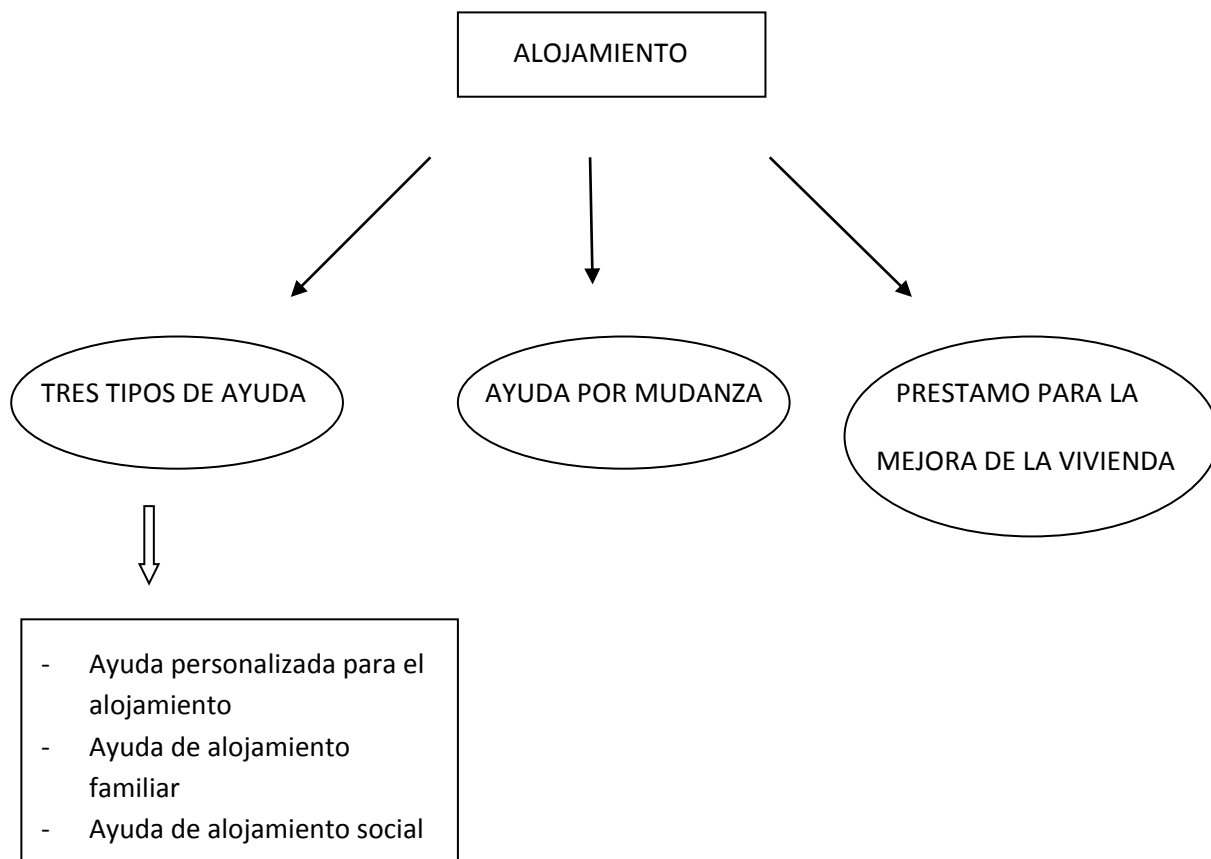 ALOJAMIENTO
TRES TIPOS DE AYUDA
AYUDA POR MUDANZA
PRESTAMO PARA LA
MEJORA DE LA VIVIENDA
- Ayuda personalizada para el
alojamiento
- Ayuda de alojamiento
familiar
- Ayuda de alojamiento social